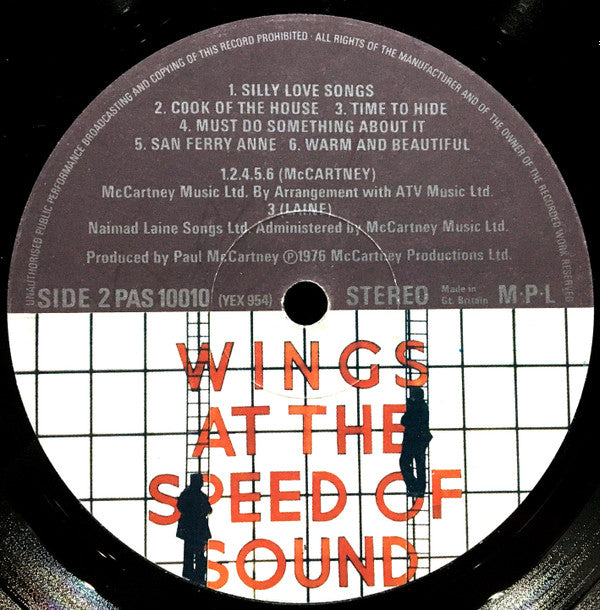 UNAUTHORISED PUBLIC PERFORMANCE BROADCASTING AND COPYING OF THIS RECORD PROHIBITED · ALL RIGHTS OF THE MANUFACTURER AND OF THE OWNER OF THE RECORDED WORK RESERVED
1. SILLY LOVE SONGS
2. COOK OF THE HOUSE 3. TIME TO HIDE
4. MUST DO SOMETHING ABOUT IT
5. SAN FERRY ANNE 6. WARM AND BEAUTIFUL
1.2.4.5.6 (McCARTNEY)
McCartney Music Ltd. By Arrangement with ATV Music Ltd.
3 (LAINE)
Naimad Laine Songs Ltd. Administered by McCartney Music Ltd.
Produced by Paul McCartney ℗1976 McCartney Productions Ltd.
SIDE 2 PAS 10010 (YEX 954) STEREO Made in Gt. Britain M·P·L
WINGS
AT THE
SPEED OF
SOUND